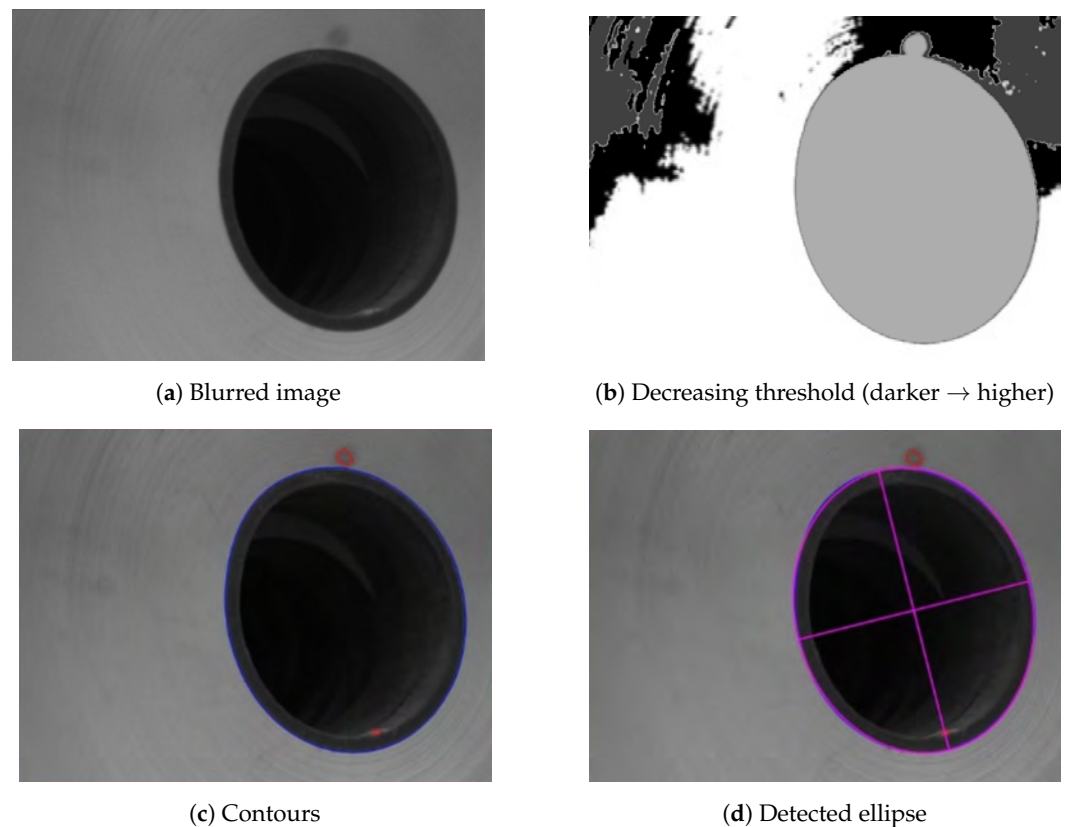 (a) Blurred image
(b) Decreasing threshold (darker → higher)
(c) Contours
(d) Detected ellipse